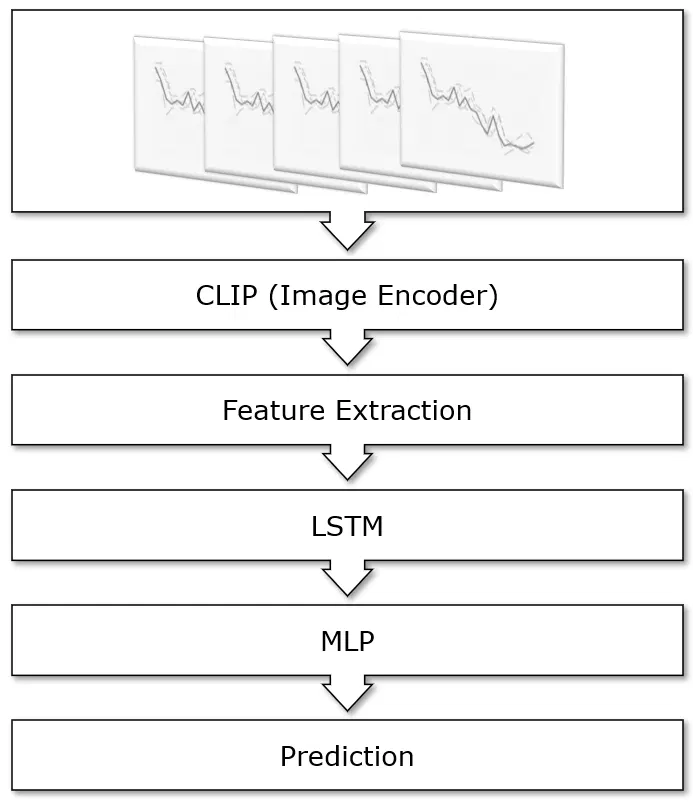 CLIP (Image Encoder)
Feature Extraction
LSTM
MLP
Prediction